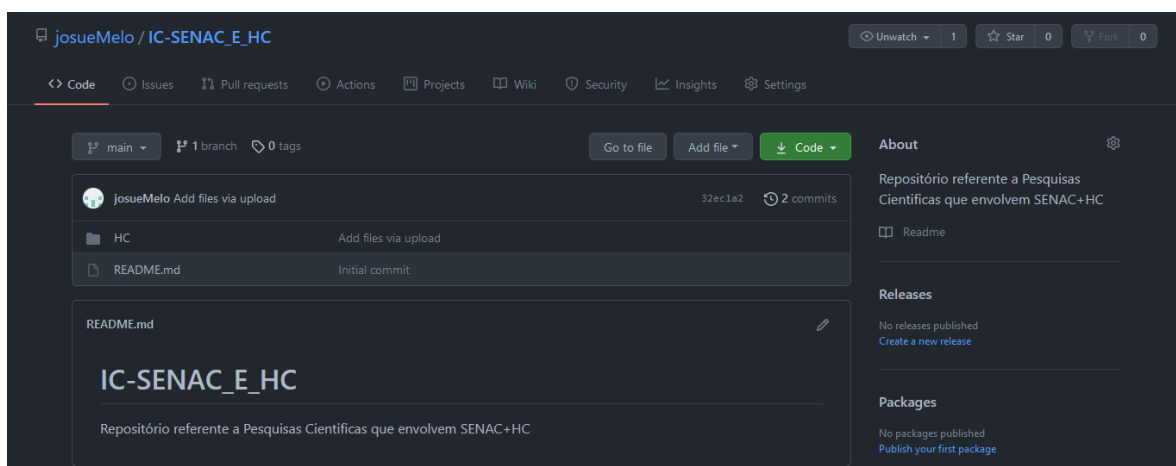 josueMelo / IC-SENAC_E_HC
Unwatch 1 Star 0 Fork 0
Code Issues Pull requests Actions Projects Wiki Security Insights Settings
main 1 branch 0 tags Go to file Add file Code
josueMelo Add files via upload 32ec1a2 2 commits
HC Add files via upload
README.md Initial commit
README.md
IC-SENAC_E_HC
Repositório referente a Pesquisas Cientificas que envolvem SENAC+HC
About
Repositório referente a Pesquisas
Cientificas que envolvem SENAC+HC
Readme
Releases
No releases published
Create a new release
Packages
No packages published
Publish your first package